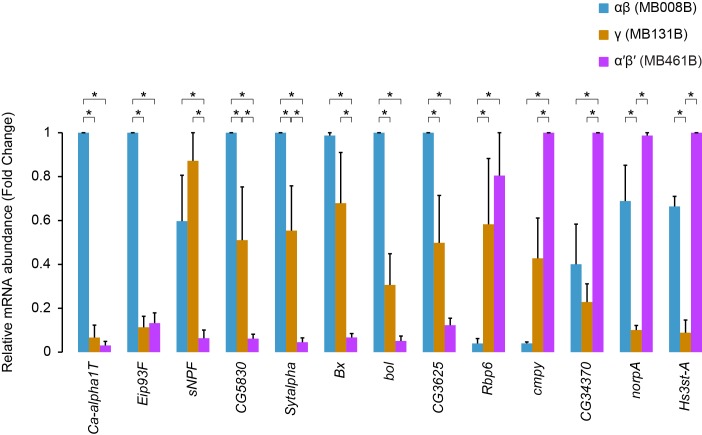 αβ (MB008B)
γ (MB131B)
α′β′ (MB461B)
* * * * * * * * * * * * *
* * * * * * * * * * * * * * * *
Relative mRNA abundance (Fold Change)
1
0.8
0.6
0.4
0.2
0
Ca-alpha1T
Eip93F
sNPF
CG5830
Sytalpha
Bx
bol
CG3625
Rbp6
cmpy
CG34370
norpA
Hs3st-A